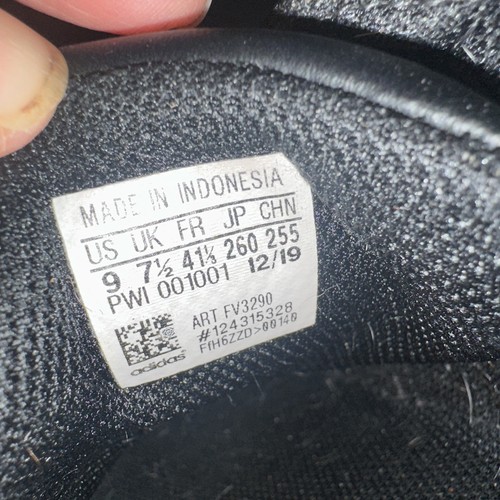 MADE IN INDONESIA
US UK FR JP CHN
9 7½ 41⅓ 260 255
PWI 001001 12/19
ART FV3290
#124315328
F1H6ZZD>00140
adidas